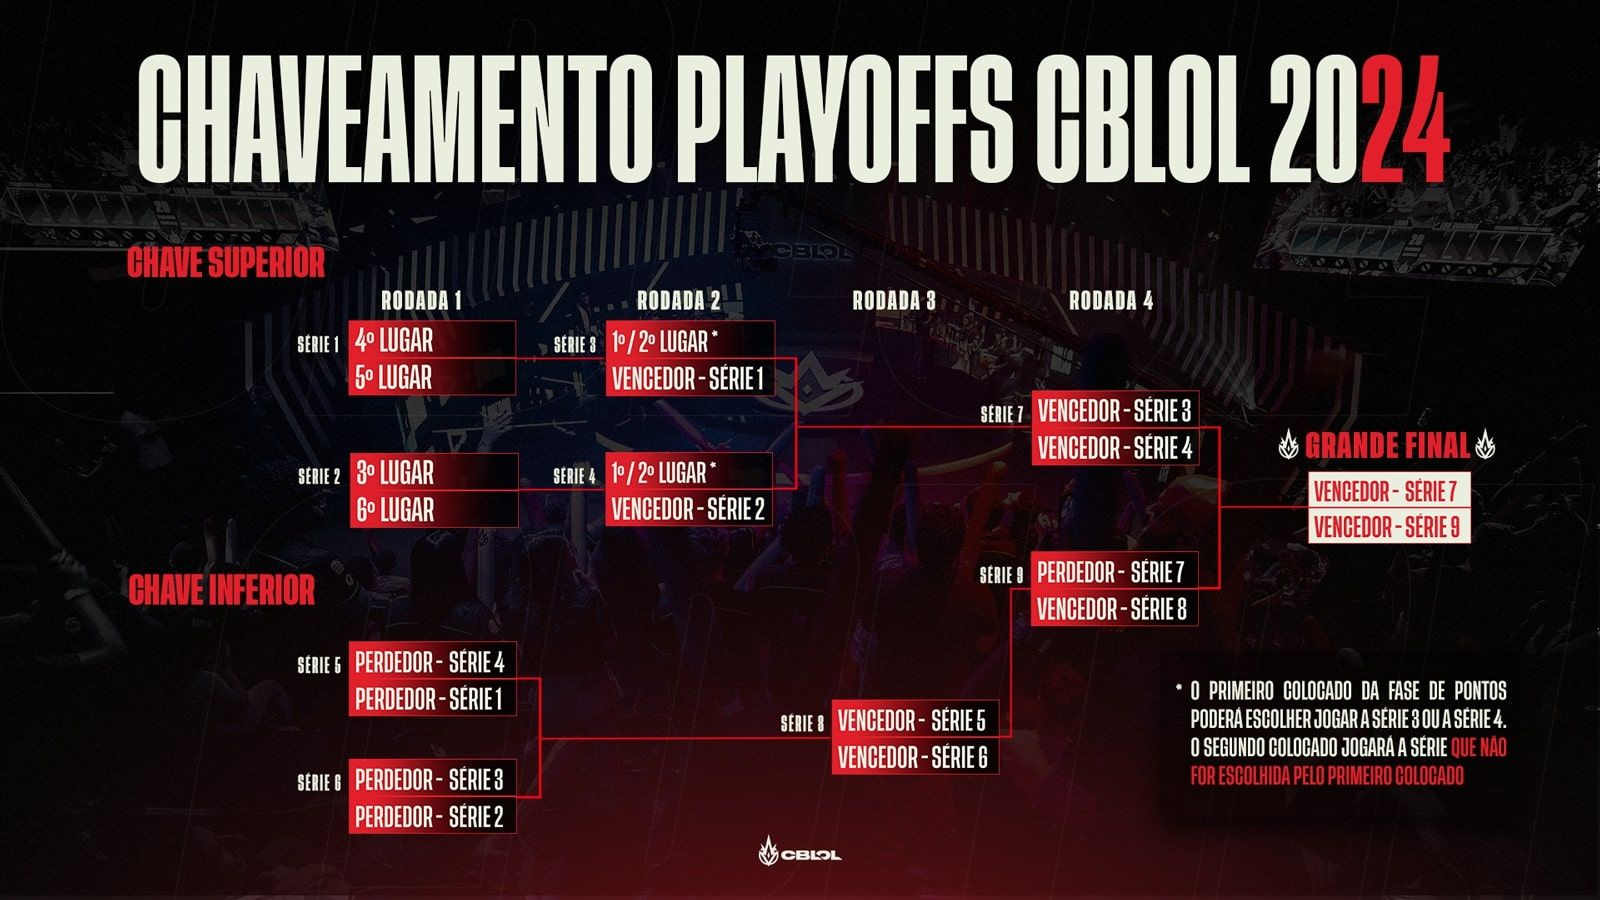 CHAVEAMENTO PLAYOFFS CBLOL 2024
CHAVE SUPERIOR
RODADA 1
RODADA 2
RODADA 3
RODADA 4
SÉRIE 1
4º LUGAR
5º LUGAR
SÉRIE 3
1º/2º LUGAR *
VENCEDOR - SÉRIE 1
SÉRIE 2
3º LUGAR
6º LUGAR
SÉRIE 4
1º/2º LUGAR *
VENCEDOR - SÉRIE 2
SÉRIE 7
VENCEDOR - SÉRIE 3
VENCEDOR - SÉRIE 4
GRANDE FINAL
VENCEDOR - SÉRIE 7
VENCEDOR - SÉRIE 9
CHAVE INFERIOR
SÉRIE 9
PERDEDOR - SÉRIE 7
VENCEDOR - SÉRIE 8
SÉRIE 5
PERDEDOR - SÉRIE 4
PERDEDOR - SÉRIE 1
SÉRIE 8
VENCEDOR - SÉRIE 5
VENCEDOR - SÉRIE 6
SÉRIE 6
PERDEDOR - SÉRIE 3
PERDEDOR - SÉRIE 2
* O PRIMEIRO COLOCADO DA FASE DE PONTOS
PODERÁ ESCOLHER JOGAR A SÉRIE 3 OU A SÉRIE 4.
O SEGUNDO COLOCADO JOGARÁ A SÉRIE QUE NÃO
FOR ESCOLHIDA PELO PRIMEIRO COLOCADO
CBLOL
CBLOL